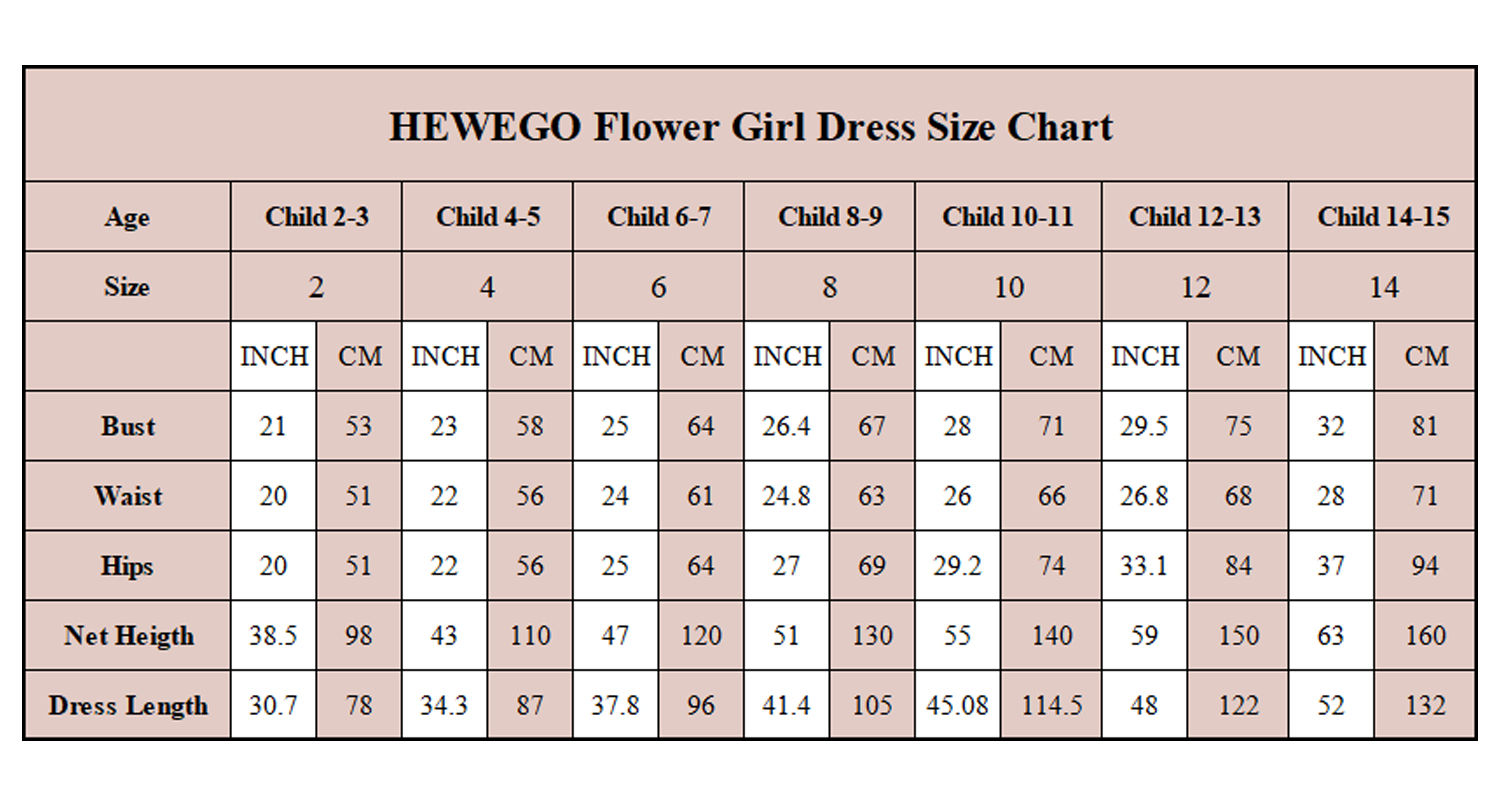 HEWEGO Flower Girl Dress Size Chart
Age Child 2-3 Child 4-5 Child 6-7 Child 8-9 Child 10-11 Child 12-13 Child 14-15
Size 2 4 6 8 10 12 14
INCH CM INCH CM INCH CM INCH CM INCH CM INCH CM INCH CM
Bust 21 53 23 58 25 64 26.4 67 28 71 29.5 75 32 81
Waist 20 51 22 56 24 61 24.8 63 26 66 26.8 68 28 71
Hips 20 51 22 56 25 64 27 69 29.2 74 33.1 84 37 94
Net Heigth 38.5 98 43 110 47 120 51 130 55 140 59 150 63 160
Dress Length 30.7 78 34.3 87 37.8 96 41.4 105 45.08 114.5 48 122 52 132